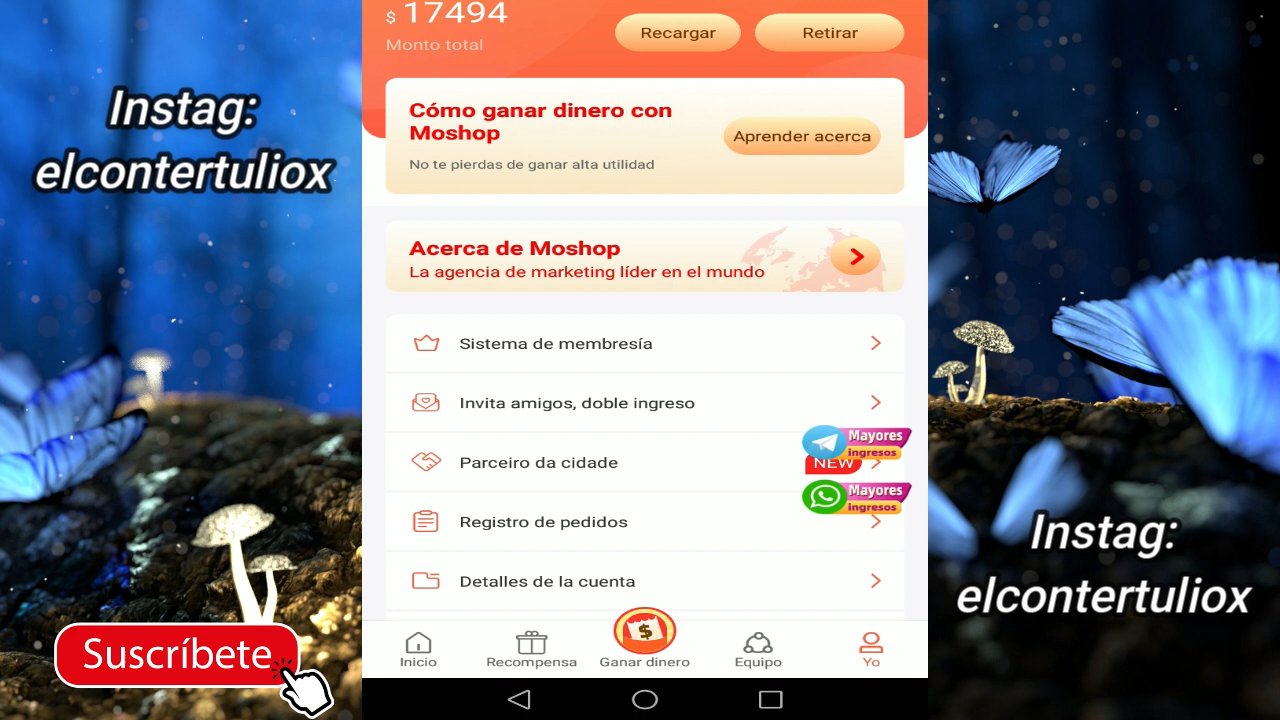 Instag:
elcontertuliox
$ 17494
Monto total
Recargar
Retirar
Cómo ganar dinero con
Moshop
No te pierdas de ganar alta utilidad
Aprender acerca
Acerca de Moshop
La agencia de marketing líder en el mundo
Sistema de membresía
Invita amigos, doble ingreso
Mayores
ingresos
Parceiro da cidade
NEW
Mayores
ingresos
Registro de pedidos
Detalles de la cuenta
Inicio
Recompensa
Ganar dinero
Equipo
Yo
Suscríbete
Instag:
elcontertuliox